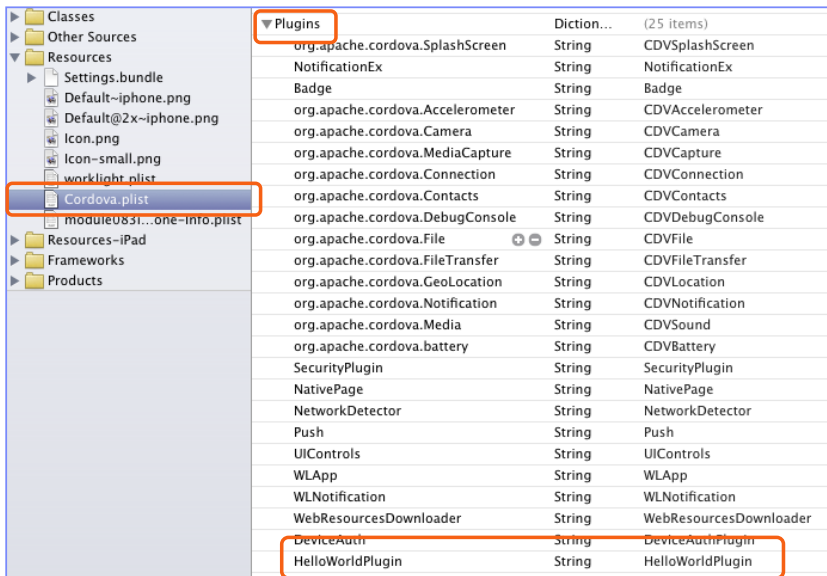 Classes
Other Sources
Resources
Settings.bundle
Default~iphone.png
Default@2x~iphone.png
Icon.png
Icon-small.png
worklight.plist
Cordova.plist
module083i...one-Info.plist
Resources-iPad
Frameworks
Products
Plugins Diction... (25 items)
org.apache.cordova.SplashScreen String CDVSplashScreen
NotificationEx String NotificationEx
Badge String Badge
org.apache.cordova.Accelerometer String CDVAccelerometer
org.apache.cordova.Camera String CDVCamera
org.apache.cordova.MediaCapture String CDVCapture
org.apache.cordova.Connection String CDVConnection
org.apache.cordova.Contacts String CDVContacts
org.apache.cordova.DebugConsole String CDVDebugConsole
org.apache.cordova.File String CDVFile
org.apache.cordova.FileTransfer String CDVFileTransfer
org.apache.cordova.GeoLocation String CDVLocation
org.apache.cordova.Notification String CDVNotification
org.apache.cordova.Media String CDVSound
org.apache.cordova.battery String CDVBattery
SecurityPlugin String SecurityPlugin
NativePage String NativePage
NetworkDetector String NetworkDetector
Push String Push
UIControls String UIControls
WLApp String WLApp
WLNotification String WLNotification
WebResourcesDownloader String WebResourcesDownloader
DeviceAuth String DeviceAuthPlugin
HelloWorldPlugin String HelloWorldPlugin